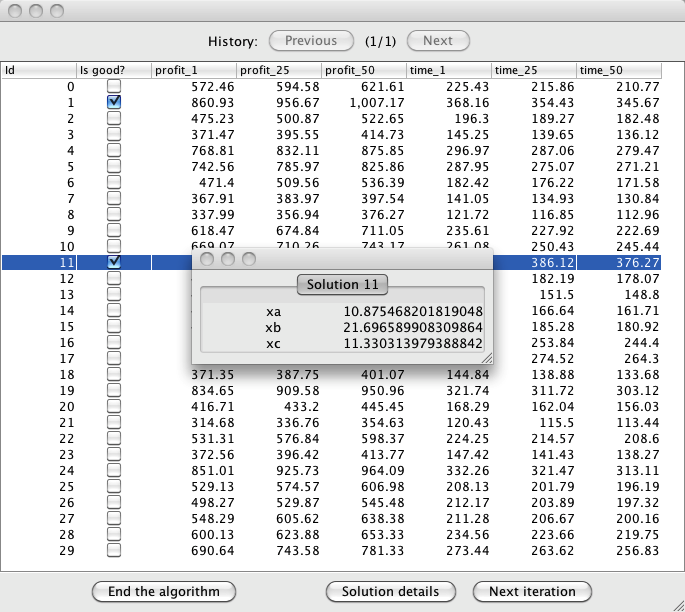 History: Previous (1/1) Next
Id Is good? profit_1 profit_25 profit_50 time_1 time_25 time_50
0 572.46 594.58 621.61 225.43 215.86 210.77
1 860.93 956.67 1,007.17 368.16 354.43 345.67
2 475.23 500.87 522.65 196.3 189.27 182.48
3 371.47 395.55 414.73 145.25 139.65 136.12
4 768.81 832.11 875.85 296.97 287.06 279.47
5 742.56 785.97 825.86 287.95 275.07 271.21
6 471.4 509.56 536.39 182.42 176.22 171.58
7 367.91 383.97 397.54 141.05 134.93 130.84
8 337.99 356.94 376.27 121.72 116.85 112.96
9 618.47 674.84 711.05 235.61 227.92 222.69
10 669.07 710.26 743.17 261.08 250.43 245.44
11 386.12 376.27
12 182.19 178.07
13 151.5 148.8
14 166.64 161.71
15 185.28 180.92
16 253.84 244.4
17 274.52 264.3
Solution 11
xa 10.875468201819048
xb 21.696589908309864
xc 11.330313979388842
18 371.35 387.75 401.07 144.84 138.88 133.68
19 834.65 909.58 950.96 321.74 311.72 303.12
20 416.71 433.2 445.45 168.29 162.04 156.03
21 314.68 336.76 354.63 120.43 115.5 113.44
22 531.31 576.84 598.37 224.25 214.57 208.6
23 372.56 396.42 413.77 147.42 141.43 138.27
24 851.01 925.73 964.09 332.26 321.47 313.11
25 529.13 574.57 606.98 208.13 201.79 196.19
26 498.27 529.87 545.48 212.17 203.89 197.32
27 548.29 605.62 638.38 211.28 206.67 200.16
28 600.13 623.88 653.33 234.56 223.66 219.75
29 690.64 743.58 781.33 273.44 263.62 256.83
End the algorithm Solution details Next iteration